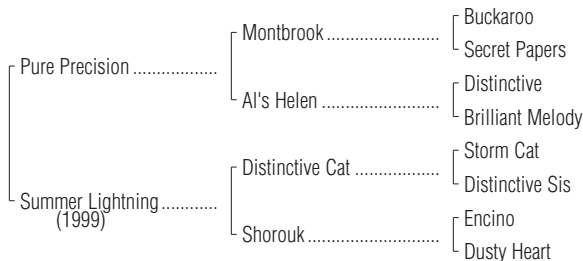 Buckaroo
Montbrook
Secret Papers
Pure Precision
Distinctive
Al's Helen
Brilliant Melody
Storm Cat
Distinctive Cat
Distinctive Sis
Summer Lightning
(1999)
Encino
Shorouk
Dusty Heart